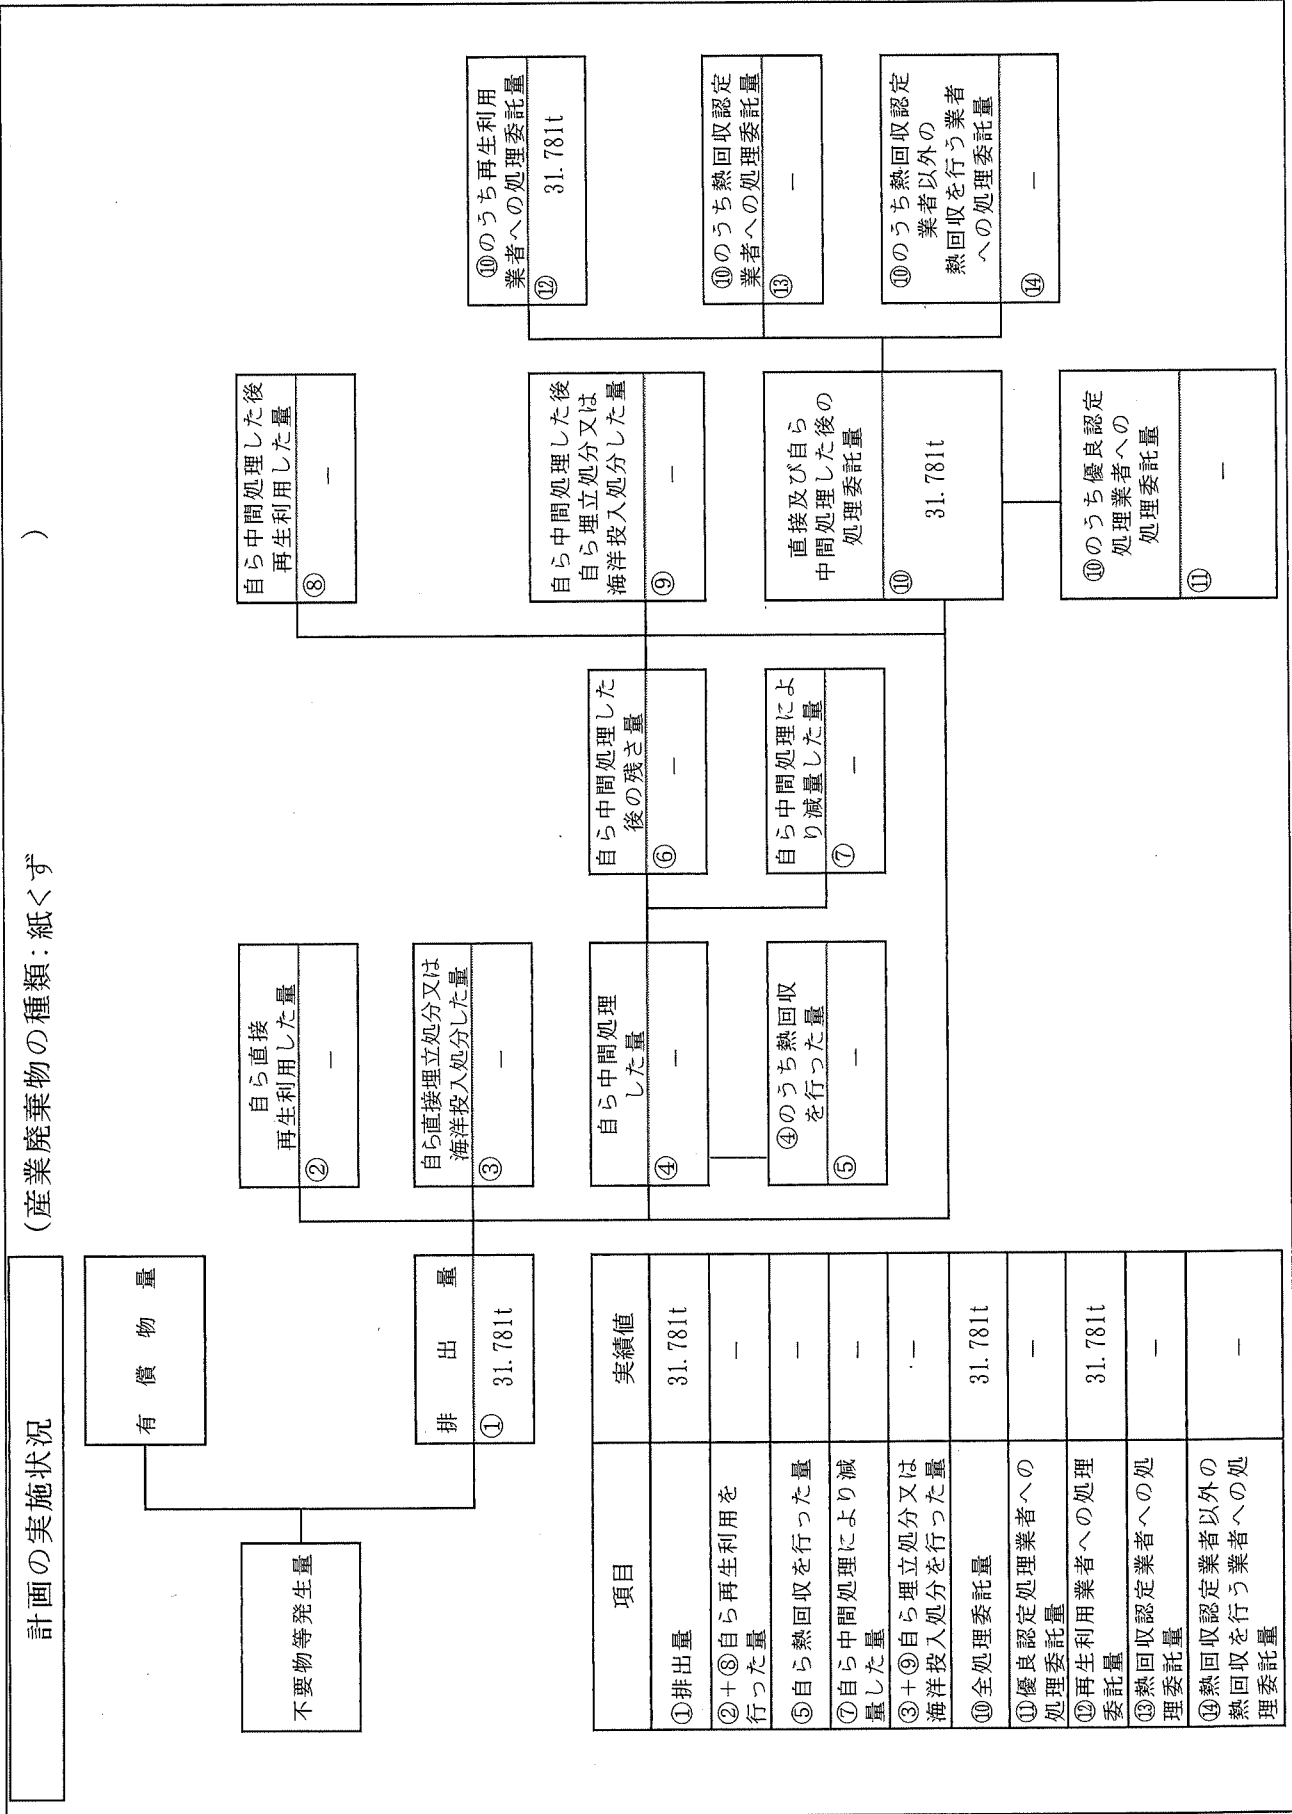 計画の実施状況
(産業廃棄物の種類：紙くず　　　　　　　　)
不要物等発生量
有償物量
排出量
① 31.781t
自ら直接
再生利用した量
② －
自ら直接埋立処分又は
海洋投入処分した量
③ －
自ら中間処理
した量
④ －
④のうち熱回収
を行った量
⑤ －
自ら中間処理した
後の残さ量
⑥ －
自ら中間処理によ
り減量した量
⑦ －
自ら中間処理した後
再生利用した量
⑧ －
自ら中間処理した後
自ら埋立処分又は
海洋投入処分した量
⑨ －
直接及び自ら
中間処理した後の
処理委託量
⑩ 31.781t
⑩のうち優良認定
処理業者への
処理委託量
⑪ －
⑩のうち再生利用
業者への処理委託量
⑫ 31.781t
⑩のうち熱回収認定
業者への処理委託量
⑬ －
⑩のうち熱回収認定
業者以外の
熱回収を行う業者
への処理委託量
⑭ －
項目 実績値
①排出量 31.781t
②＋⑧自ら再生利用を
行った量 －
⑤自ら熱回収を行った量 －
⑦自ら中間処理により減
量した量 －
③＋⑨自ら埋立処分又は
海洋投入処分を行った量 －
⑩全処理委託量 31.781t
⑪優良認定処理業者への
処理委託量 －
⑫再生利用業者への処理
委託量 31.781t
⑬熱回収認定業者への処
理委託量 －
⑭熱回収認定業者以外の
熱回収を行う業者への処
理委託量 －